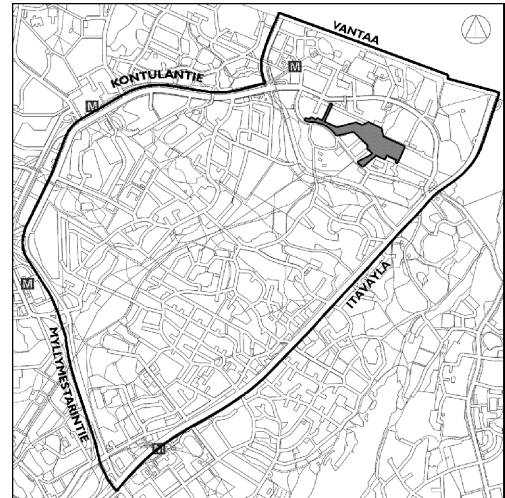 VANTAA
M
KONTULANTIE
M
ITÄVÄYLÄ
M
MYLLYMESTARINTIE
M